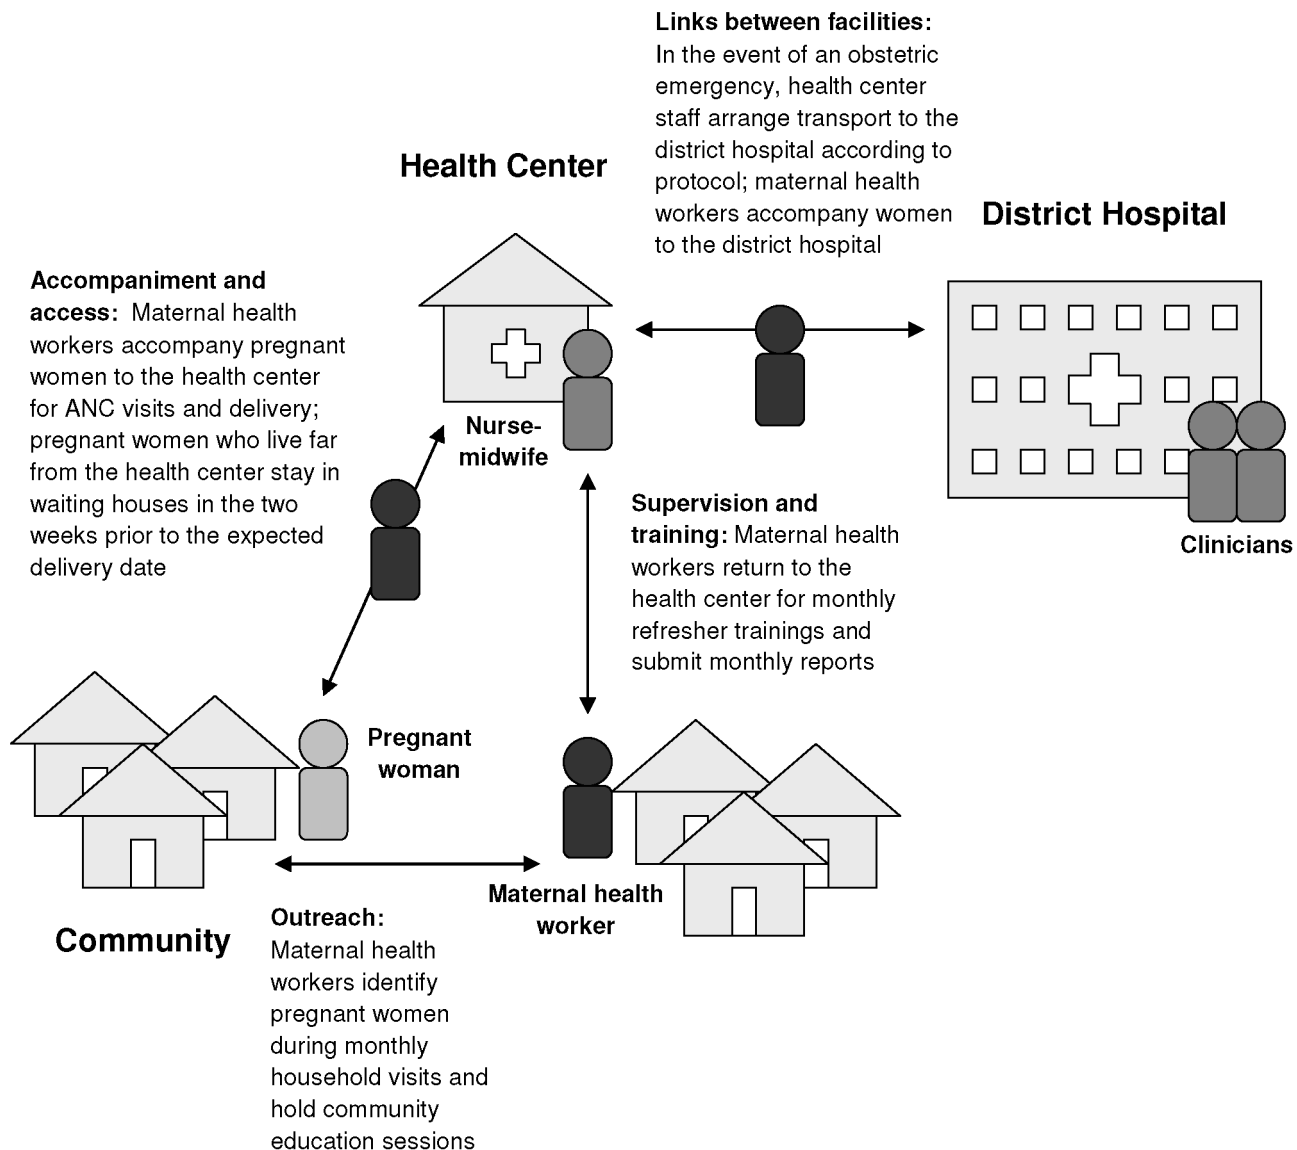 Links between facilities:
In the event of an obstetric
emergency, health center
staff arrange transport to the
district hospital according to
protocol; maternal health
workers accompany women
to the district hospital
Health Center
District Hospital
Accompaniment and
access:  Maternal health
workers accompany pregnant
women to the health center
for ANC visits and delivery;
pregnant women who live far
from the health center stay in
waiting houses in the two
weeks prior to the expected
delivery date
Nurse-
midwife
Supervision and
training: Maternal health
workers return to the
health center for monthly
refresher trainings and
submit monthly reports
Clinicians
Pregnant
woman
Maternal health
worker
Community
Outreach:
Maternal health
workers identify
pregnant women
during monthly
household visits and
hold community
education sessions